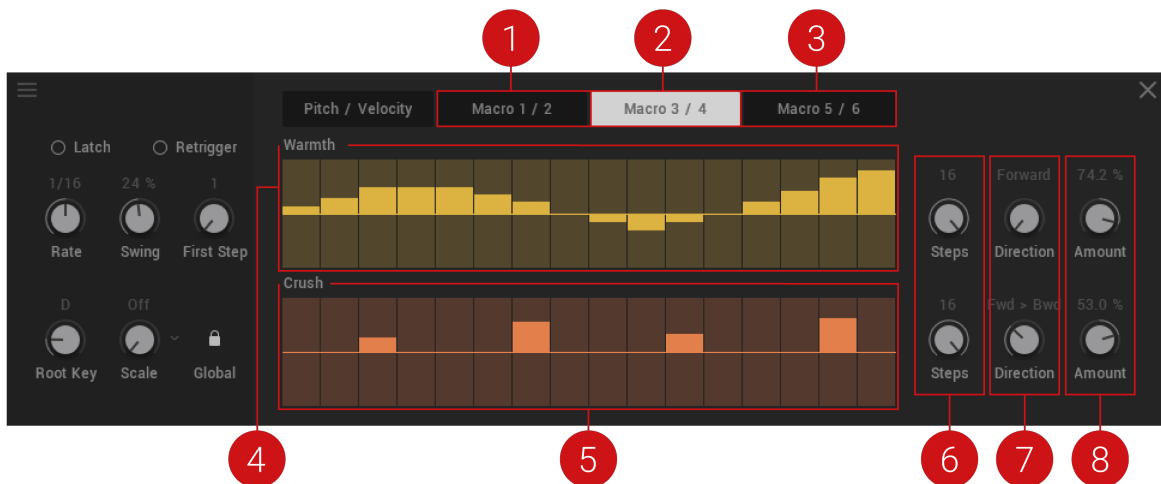 1 2 3
Pitch / Velocity Macro 1 / 2 Macro 3 / 4 Macro 5 / 6
Latch Retrigger
Warmth
1/16 24 % 1
16 Forward 74.2 %
Rate Swing First Step
Steps Direction Amount
Crush
D Off
16 Fwd > Bwd 53.0 %
Root Key Scale Global
Steps Direction Amount
4 5 6 7 8